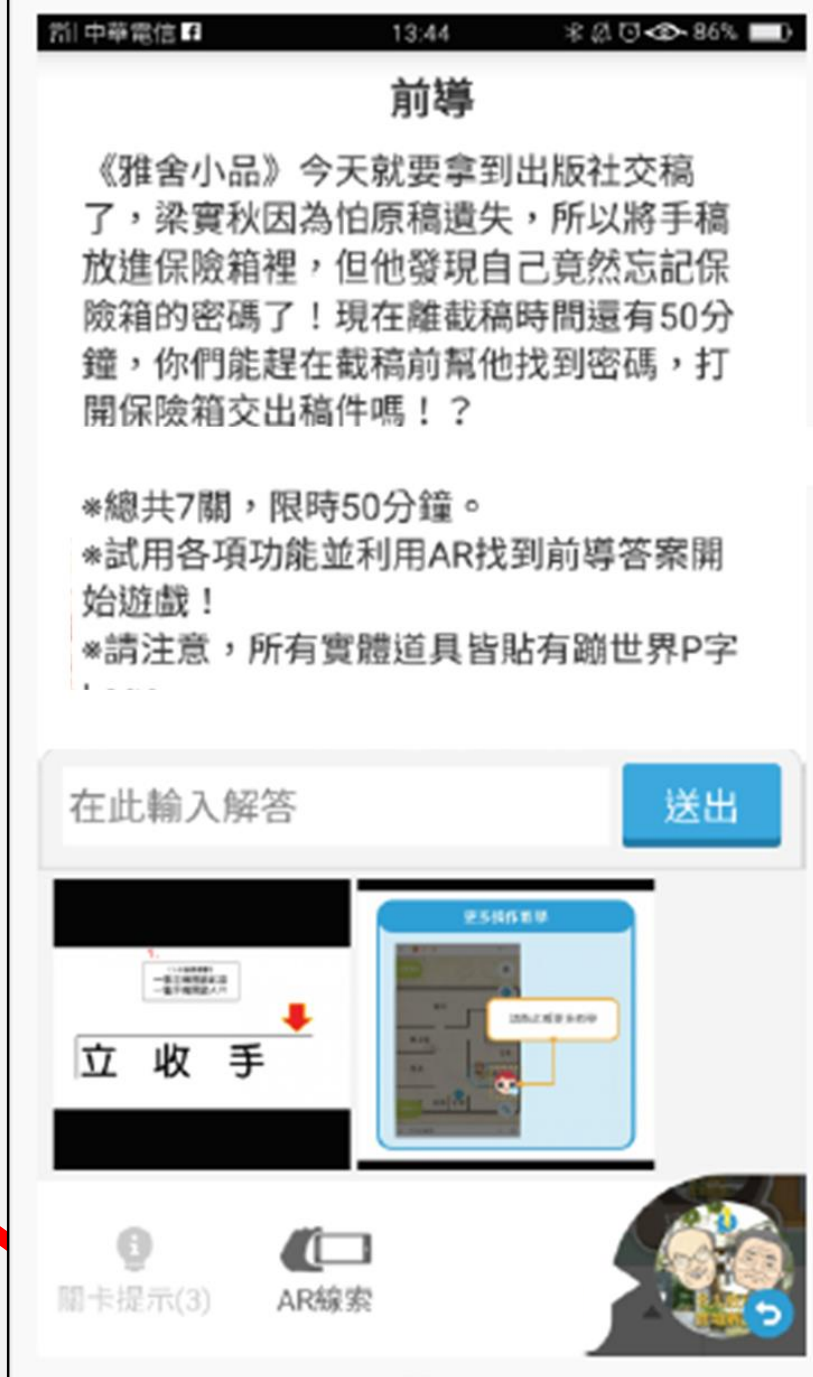 中華電信 13:44 86%
前導
《雅舍小品》今天就要拿到出版社交稿
了，梁實秋因為怕原稿遺失，所以將手稿
放進保險箱裡，但他發現自己竟然忘記保
險箱的密碼了！現在離截稿時間還有50分
鐘，你們能趕在截稿前幫他找到密碼，打
開保險箱交出稿件嗎！？
※總共7關，限時50分鐘。
※試用各項功能並利用AR找到前導答案開
始遊戲！
※請注意，所有實體道具皆貼有蹦世界P字
在此輸入解答
送出
更多操作教學
立 收 手
關卡提示(3)
AR線索